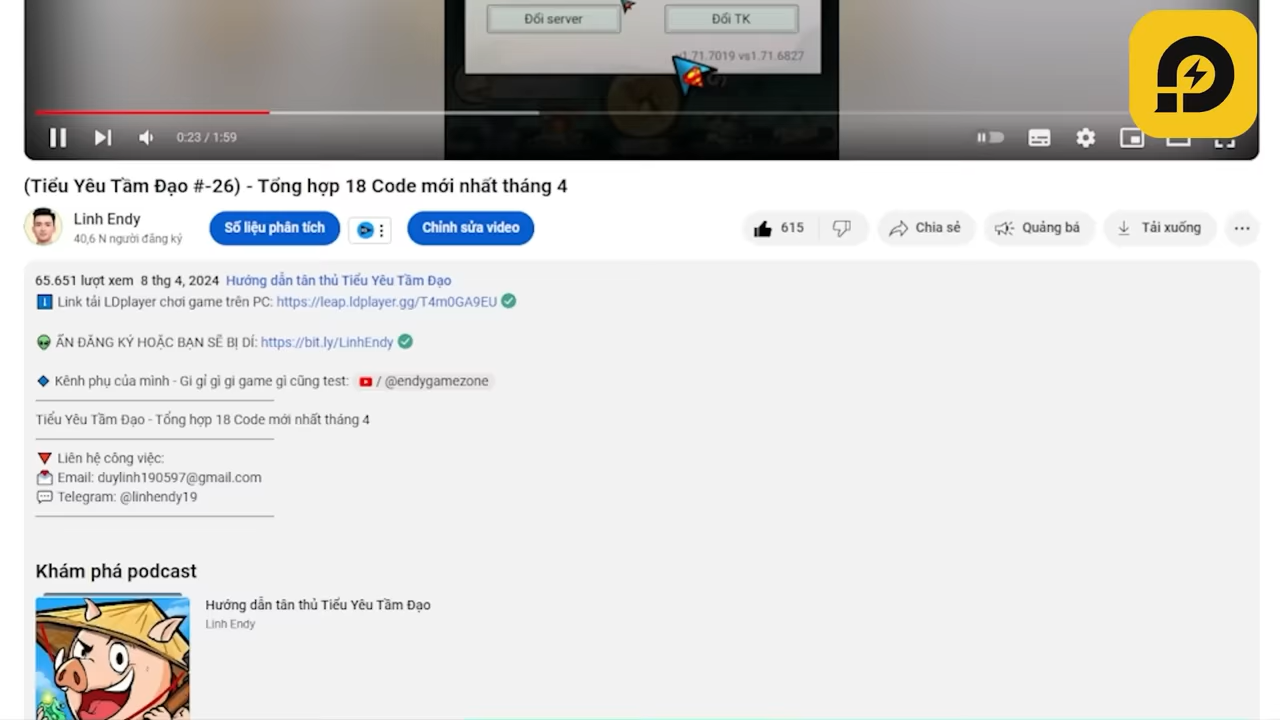 Đổi server
Đổi TK
v1.71.7019 vs1.71.6827
0:23 / 1:59
(Tiểu Yêu Tầm Đạo #-26) - Tổng hợp 18 Code mới nhất tháng 4
Linh Endy
40,6 N người đăng ký
Số liệu phân tích
Chỉnh sửa video
615
Chia sẻ
Quảng bá
Tải xuống
65.651 lượt xem 8 thg 4, 2024 Hướng dẫn tân thủ Tiểu Yêu Tầm Đạo
Link tải LDplayer chơi game trên PC: https://leap.ldplayer.gg/T4m0GA9EU
ẤN ĐĂNG KÝ HOẶC BẠN SẼ BỊ DÍ: https://bit.ly/LinhEndy
Kênh phụ của mình - Gi gỉ gì gi game gì cũng test: / @endygamezone
Tiểu Yêu Tầm Đạo - Tổng hợp 18 Code mới nhất tháng 4
Liên hệ công việc:
Email: duylinh190597@gmail.com
Telegram: @linhendy19
Khám phá podcast
Hướng dẫn tân thủ Tiểu Yêu Tầm Đạo
Linh Endy